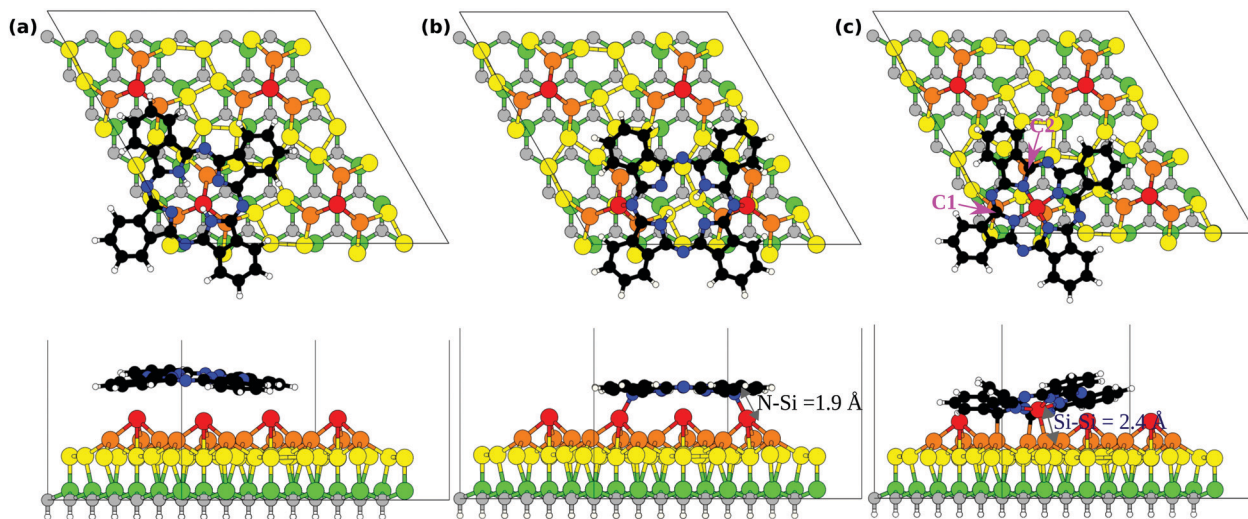 (a)
(b)
(c)
C2
C1
N-Si =1.9 Å
Si-Si = 2.4 Å